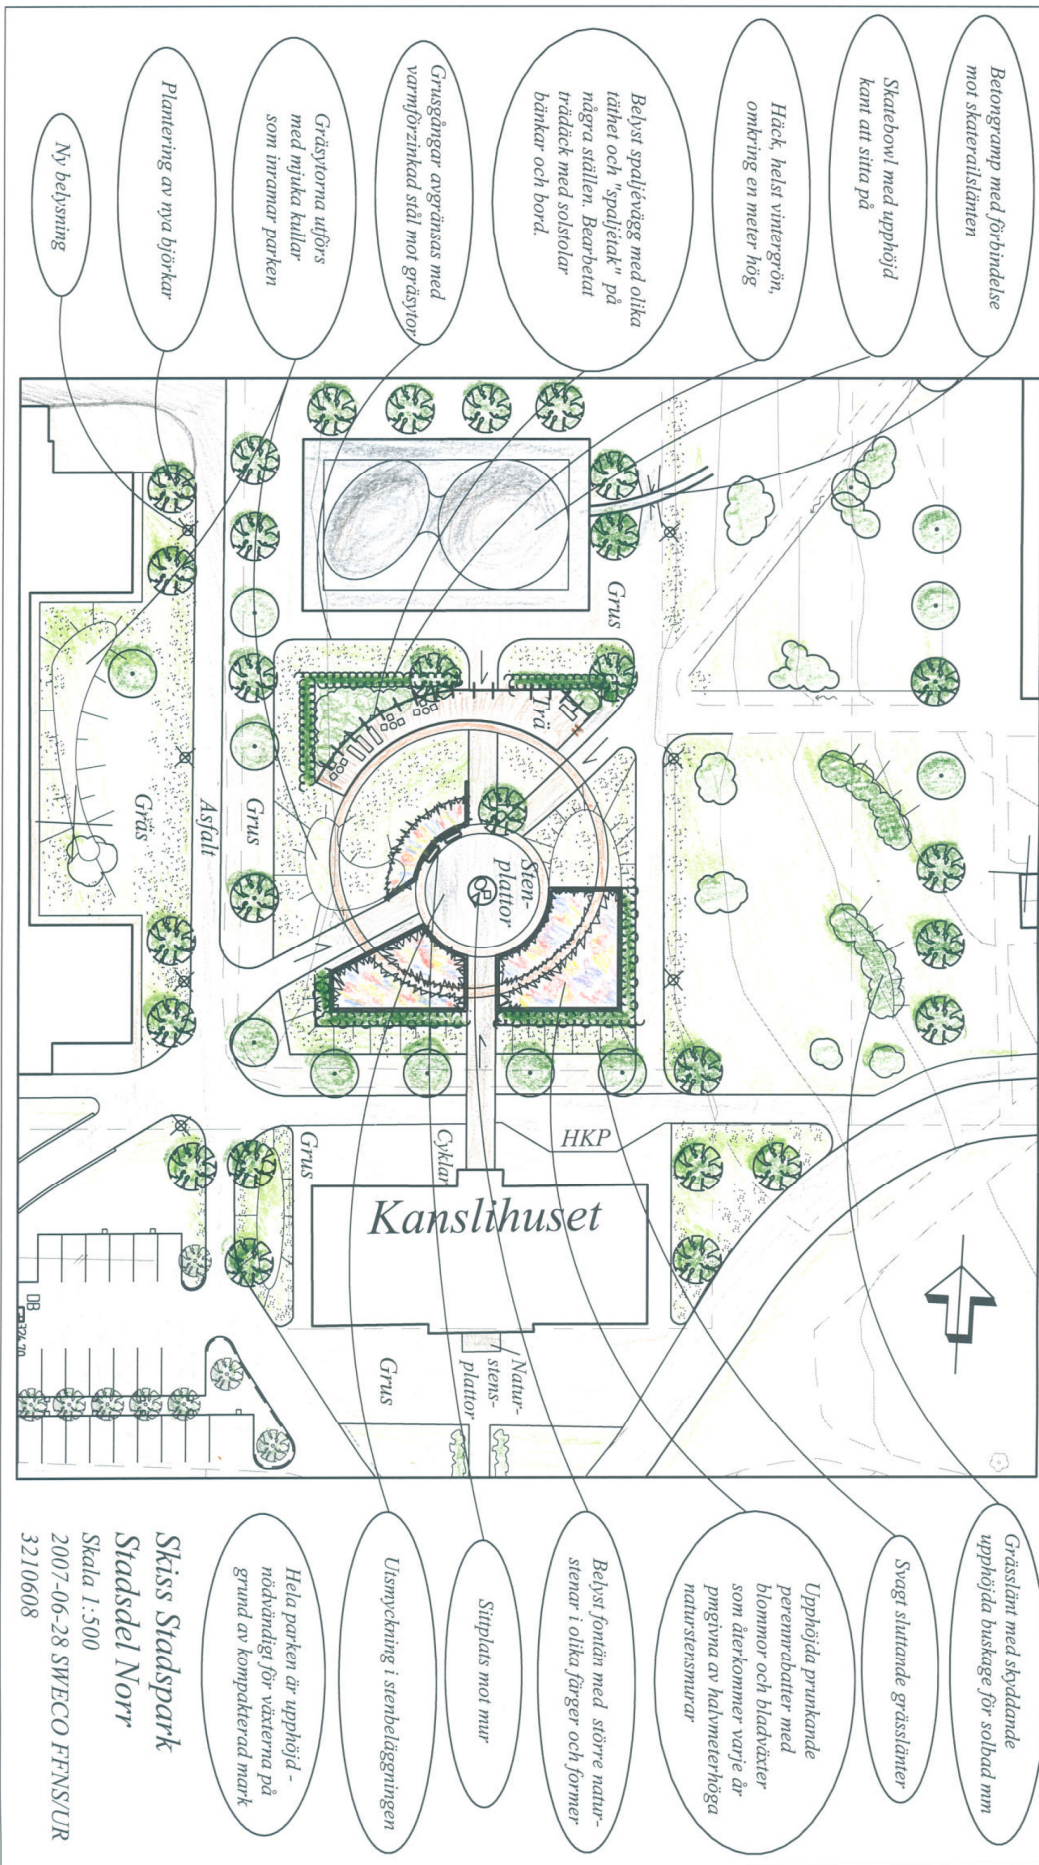 Betongramp med förbindelse
mot skaterailslänten
Skatebowl med upphöjd
kant att sitta på
Häck, helst vintergrön,
omkring en meter hög
Belyst spaljévägg med olika
täthet och "spaljétak" på
några ställen. Bearbetat
trädäck med solstolar
bänkar och bord.
Grusgångar avgränsas med
varmförzinkad stål mot gräsytor
Gräsytorna utförs
med mjuka kullar
som inramar parken
Plantering av nya björkar
Ny belysning
Grus
Trä
Sten-
plattor
Grus
Asfalt
Gräs
HKP
Cyklar
Grus
Kanslihuset
Natur-
stens-
plattor
Grus
DB
Grässlänt med skyddande
upphöjda buskage för solbad mm
Svagt sluttande grässlänter
Upphöjda prunkande
perennrabatter med
blommor och bladväxter
som återkommer varje år
pmgivna av halvmeterhöga
naturstensmurar
Belyst fontän med större natur-
stenar i olika färger och former
Sittplats mot mur
Utsmyckning i stenbeläggningen
Hela parken är upphöjd -
nödvändigt för växterna på
grund av kompakterad mark
Skiss Stadspark
Stadsdel Norr
Skala 1:500
2007-06-28 SWECO FFNS/UR
3210608